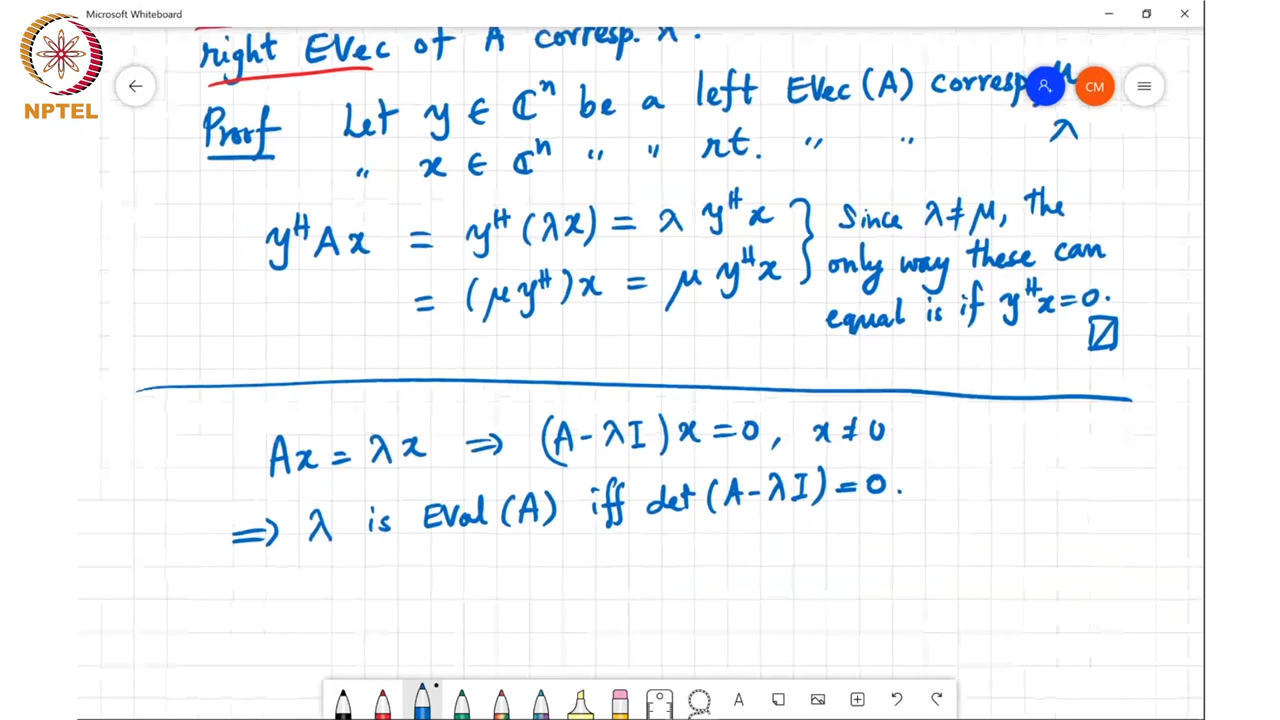 Microsoft Whiteboard
NPTEL
right EVec of A corresp. λ.
CM
Proof Let y ∈ ℂⁿ be a left EVec (A) corresp. μ
" x ∈ ℂⁿ " " rt. " " λ
yᴴAx = yᴴ(λx) = λ yᴴx } Since λ≠μ, the
= (μyᴴ)x = μ yᴴx only way these can
equal is if yᴴx=0.
Ax = λx ⇒ (A-λI)x=0, x≠0
⇒ λ is EVal(A) iff det(A-λI)=0.
A